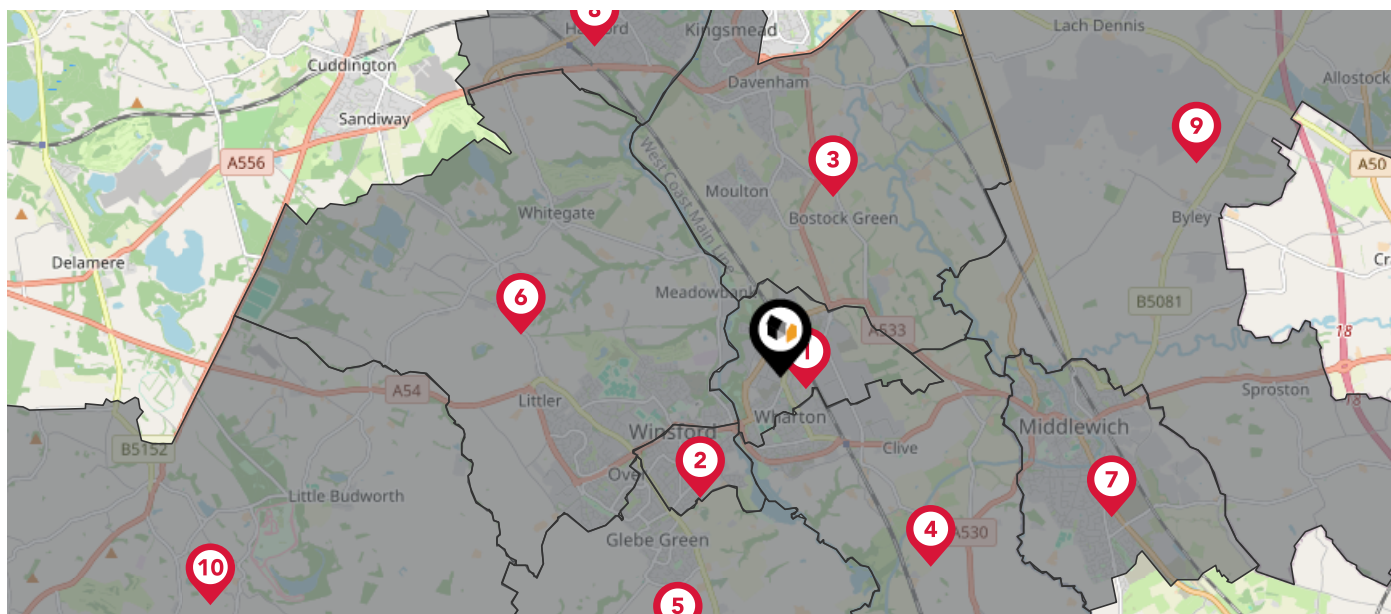 8
Kingsmead
Lach Dennis
Cuddington
Davenham
Allostock
Sandiway
9
A556
3
A50
Moulton
West Coast Main Line
Whitegate
Bostock Green
Byley
Delamere
6
Meadowbank
B5081
A533
18
1
A54
Littler
Wharton
Sproston
18
Winsford
Middlewich
B5152
2
Clive
Over
7
Little Budworth
4
A530
Glebe Green
10
5